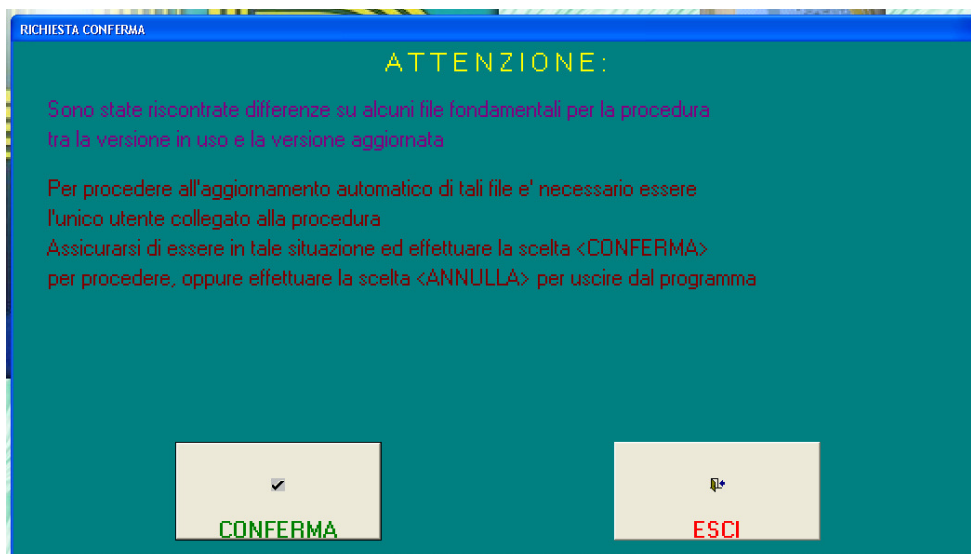 RICHIESTA CONFERMA
ATTENZIONE:
Sono state riscontrate differenze su alcuni file fondamentali per la procedura
tra la versione in uso e la versione aggiornata
Per procedere all'aggiornamento automatico di tali file e' necessario essere
l'unico utente collegato alla procedura
Assicurarsi di essere in tale situazione ed effettuare la scelta <CONFERMA>
per procedere, oppure effettuare la scelta <ANNULLA> per uscire dal programma
CONFERMA
ESCI